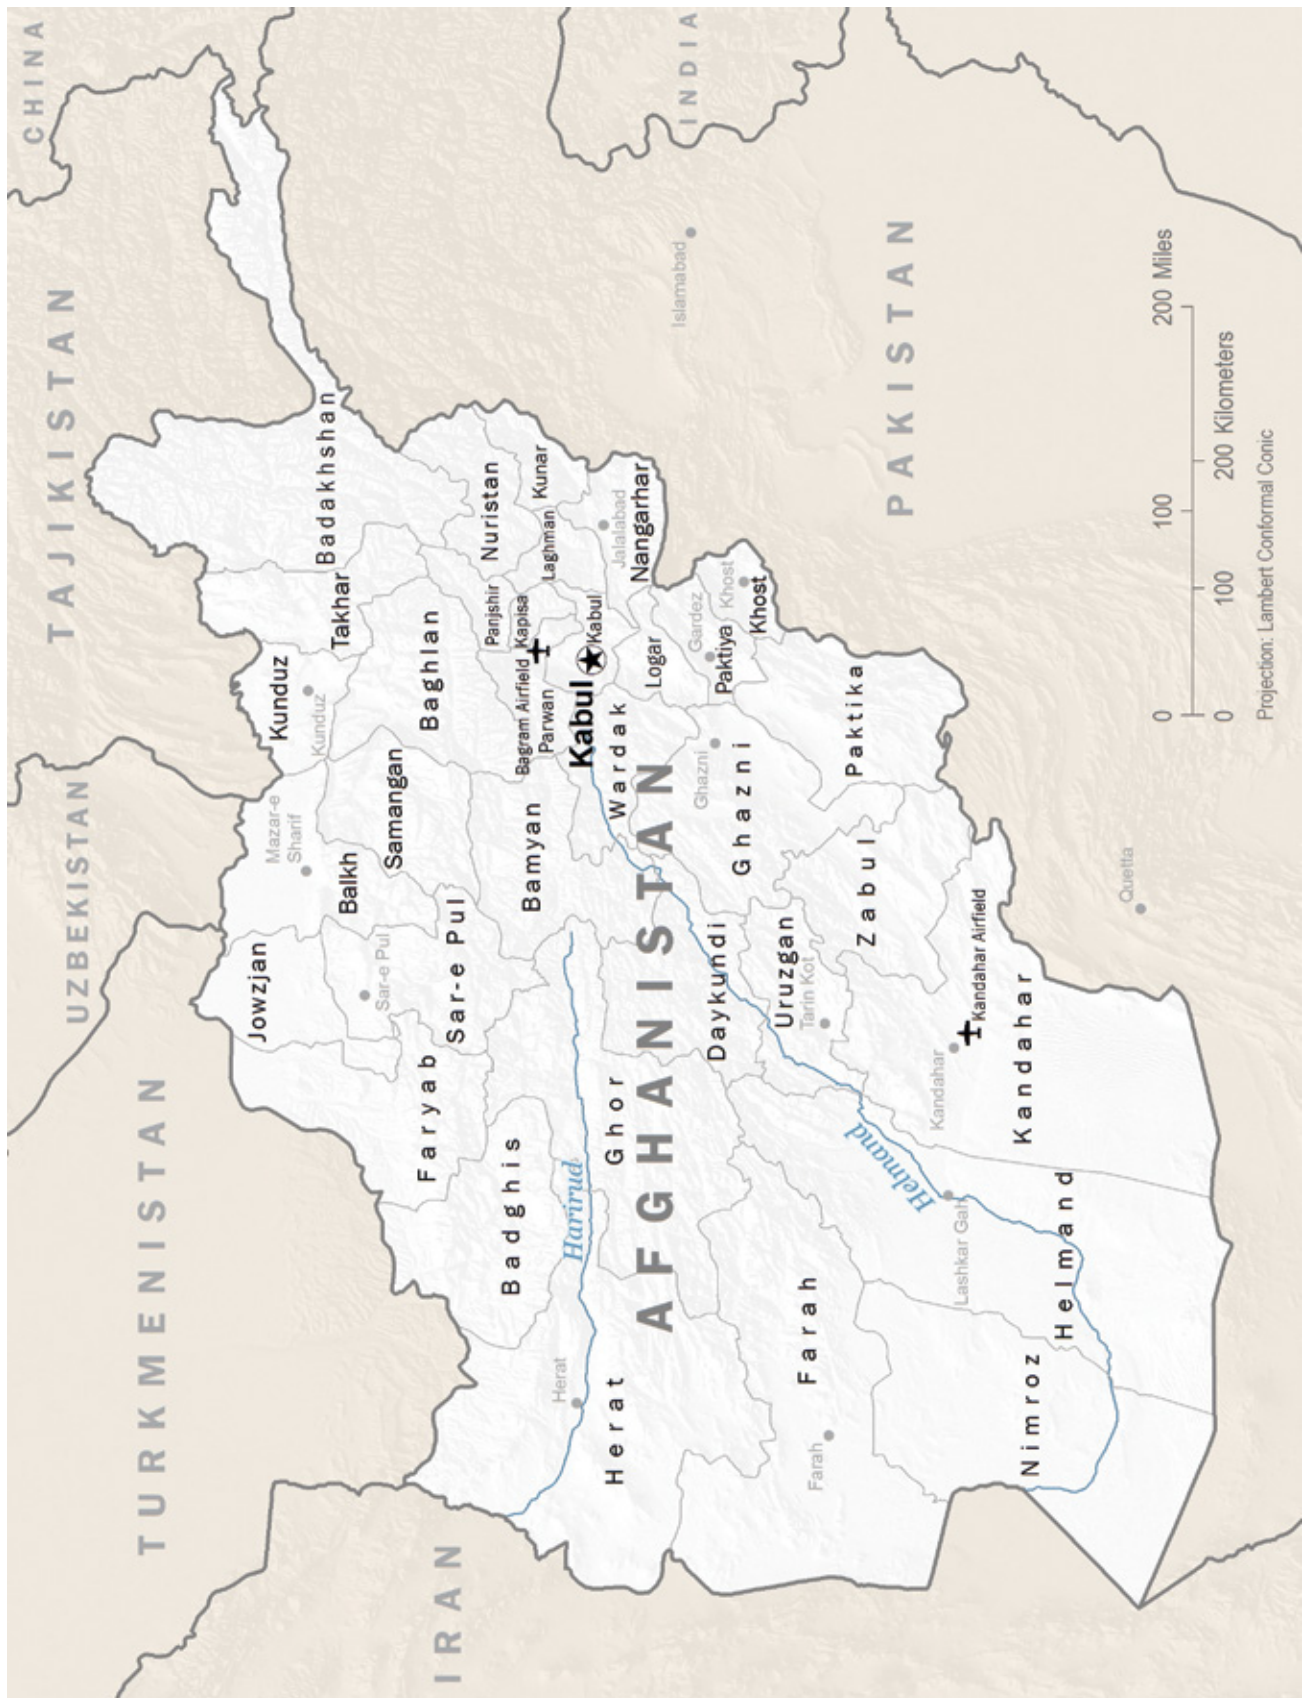 CHINA
TAJIKISTAN
UZBEKISTAN
TURKMENISTAN
IRAN
INDIA
PAKISTAN
AFGHANISTAN
Badakhshan
Takhar
Kunduz
Kunduz
Baghlan
Mazar-e
Sharif
Balkh
Samangan
Jowzjan
Sar-e Pul
Sar-e Pul
Faryab
Badghis
Bamyan
Nuristan
Kunar
Laghman
Panjshir
Kapisa
Bagram Airfield
Parwan
Kabul
Kabul
Jalalabad
Nangarhar
Wardak
Logar
Gardez
Paktiya
Khost
Khost
Ghazni
Ghazni
Paktika
Harirud
Herat
Herat
Ghor
Daykundi
Uruzgan
Tarin Kot
Zabul
Farah
Farah
Helmand
Lashkar Gah
Helmand
Nimroz
Kandahar
Kandahar Airfield
Kandahar
Islamabad
Quetta
0 100 200 Miles
0 100 200 Kilometers
Projection: Lambert Conformal Conic